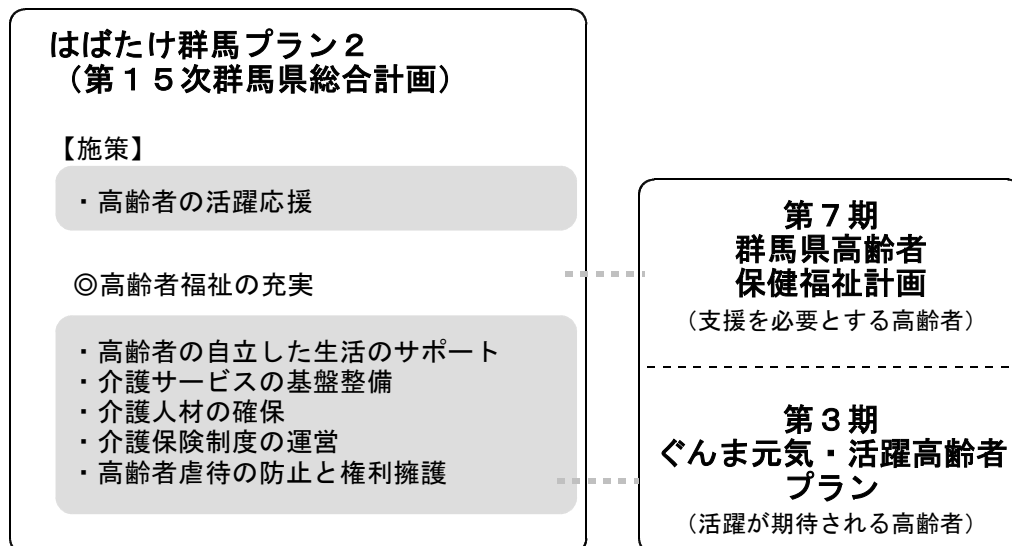 はばたけ群馬プラン２
（第１５次群馬県総合計画）
【施策】
・高齢者の活躍応援
◎高齢者福祉の充実
・高齢者の自立した生活のサポート
・介護サービスの基盤整備
・介護人材の確保
・介護保険制度の運営
・高齢者虐待の防止と権利擁護
第７期
群馬県高齢者
保健福祉計画
（支援を必要とする高齢者）
第３期
ぐんま元気・活躍高齢者
プラン
（活躍が期待される高齢者）